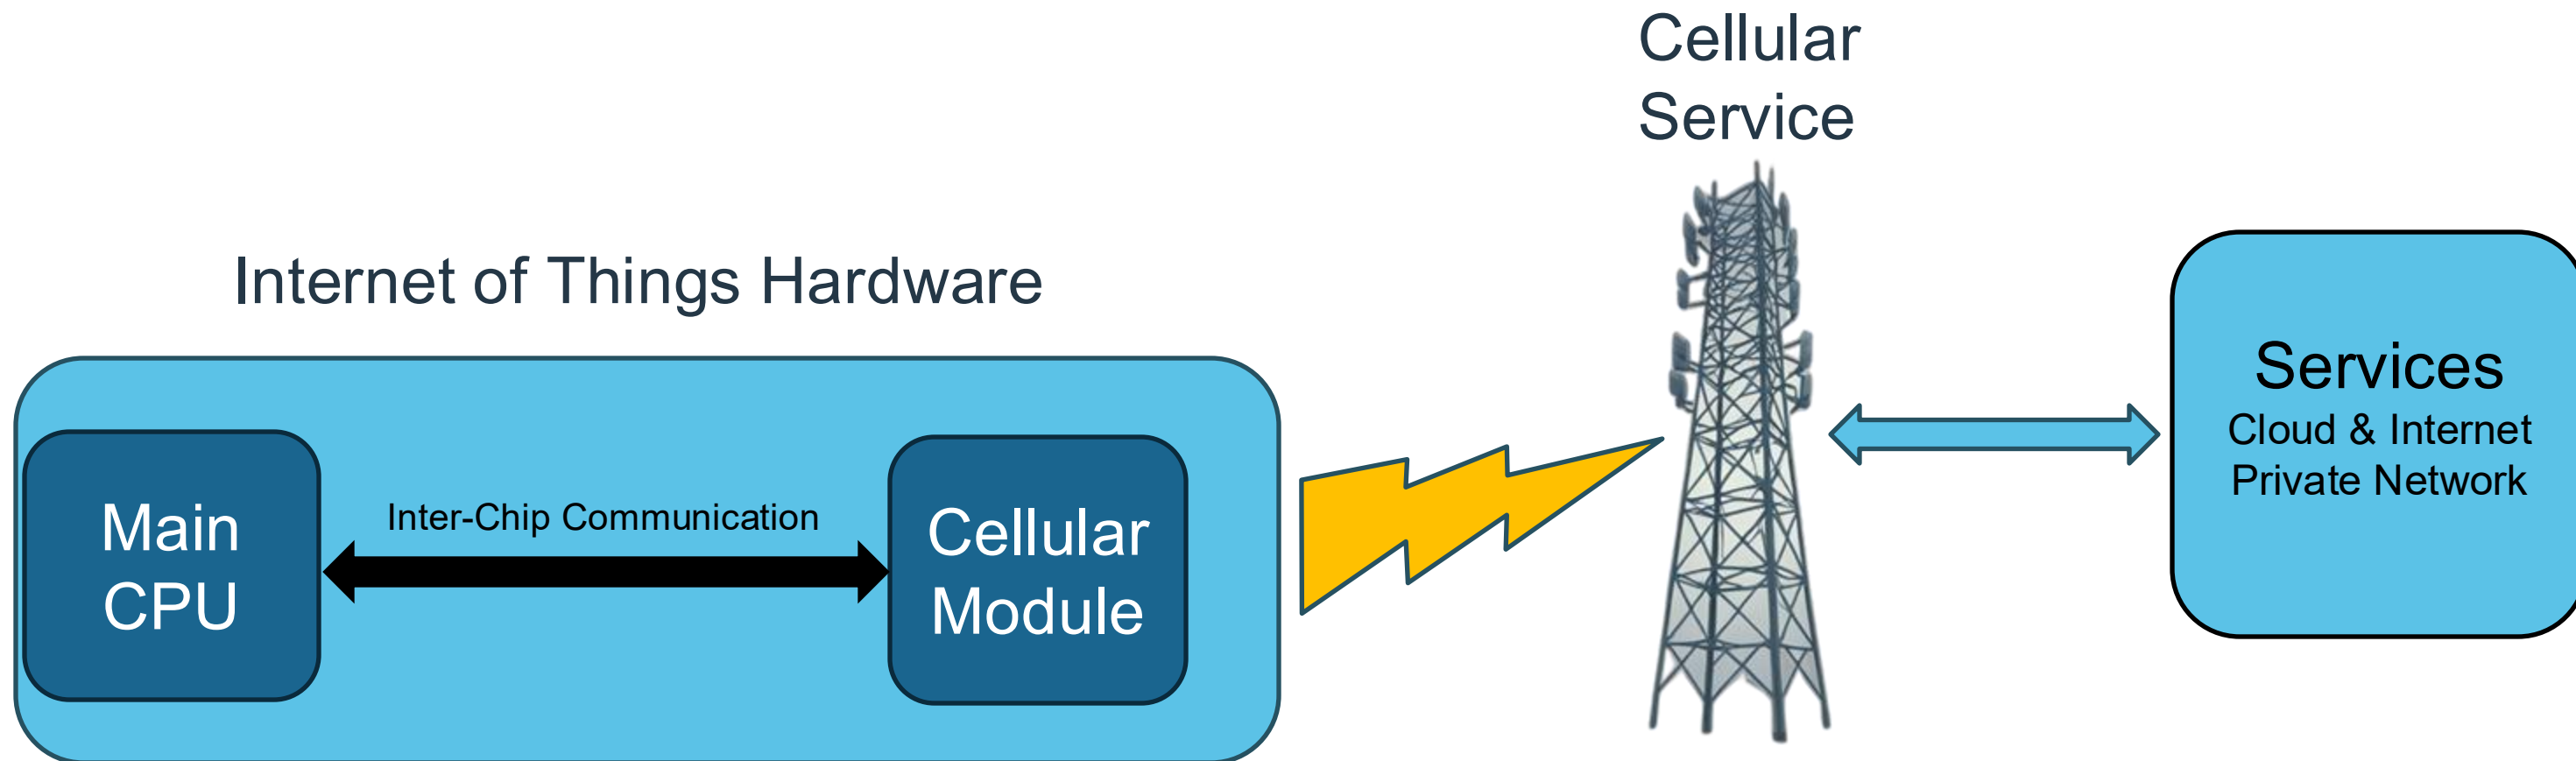 Cellular
Service
Internet of Things Hardware
Main
CPU
Inter-Chip Communication
Cellular
Module
Services
Cloud & Internet
Private Network